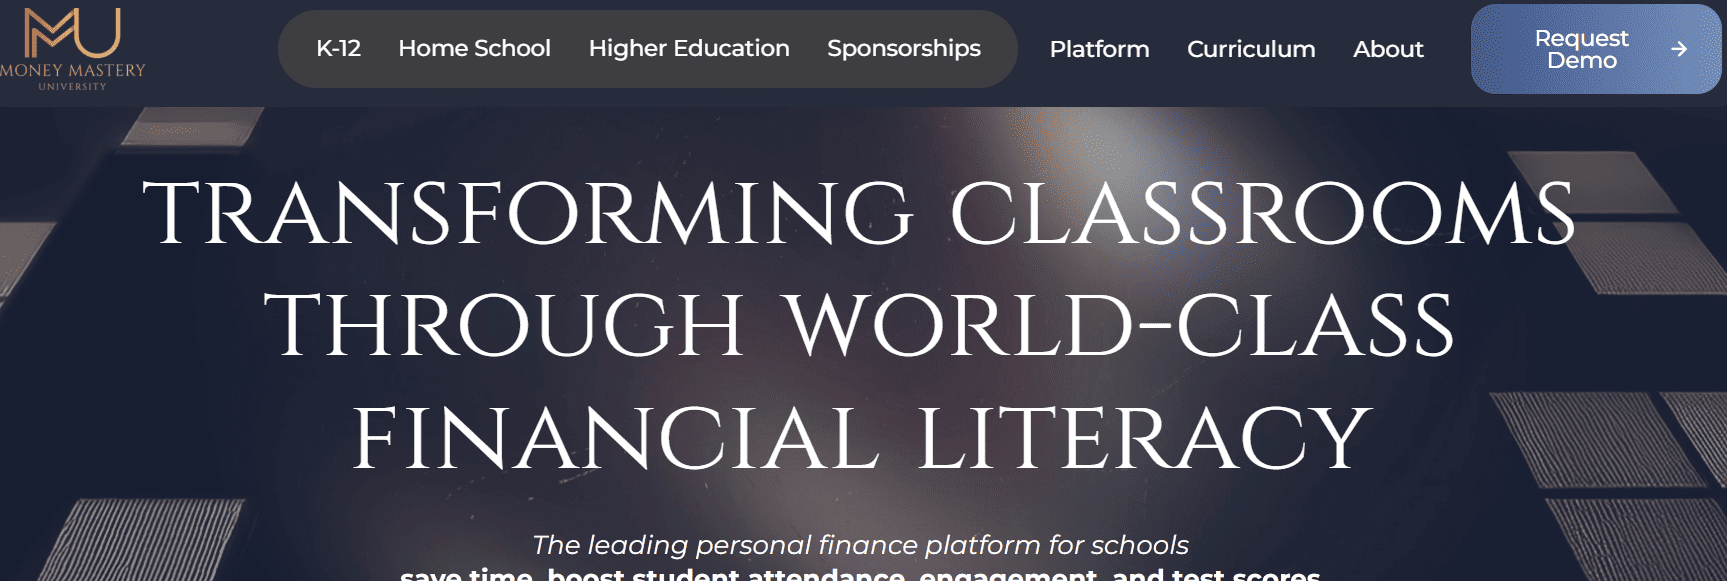 MU
MONEY MASTERY
UNIVERSITY
K-12 Home School Higher Education Sponsorships Platform Curriculum About Request Demo →
TRANSFORMING CLASSROOMS
THROUGH WORLD-CLASS
FINANCIAL LITERACY
The leading personal finance platform for schools
save time, boost student attendance, engagement, and test scores